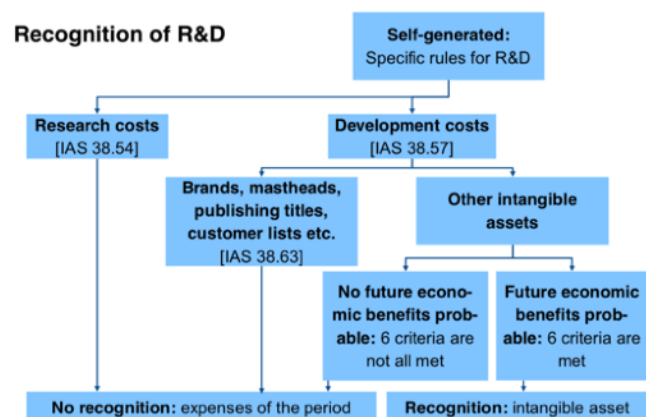 Recognition of R&D
Self-generated:
Specific rules for R&D
Research costs
[IAS 38.54]
Development costs
[IAS 38.57]
Brands, mastheads,
publishing titles,
customer lists etc.
[IAS 38.63]
Other intangible
assets
No future econo-
mic benefits prob-
able: 6 criteria are
not all met
Future economic
benefits prob-
able: 6 criteria are
met
No recognition: expenses of the period
Recognition: intangible asset